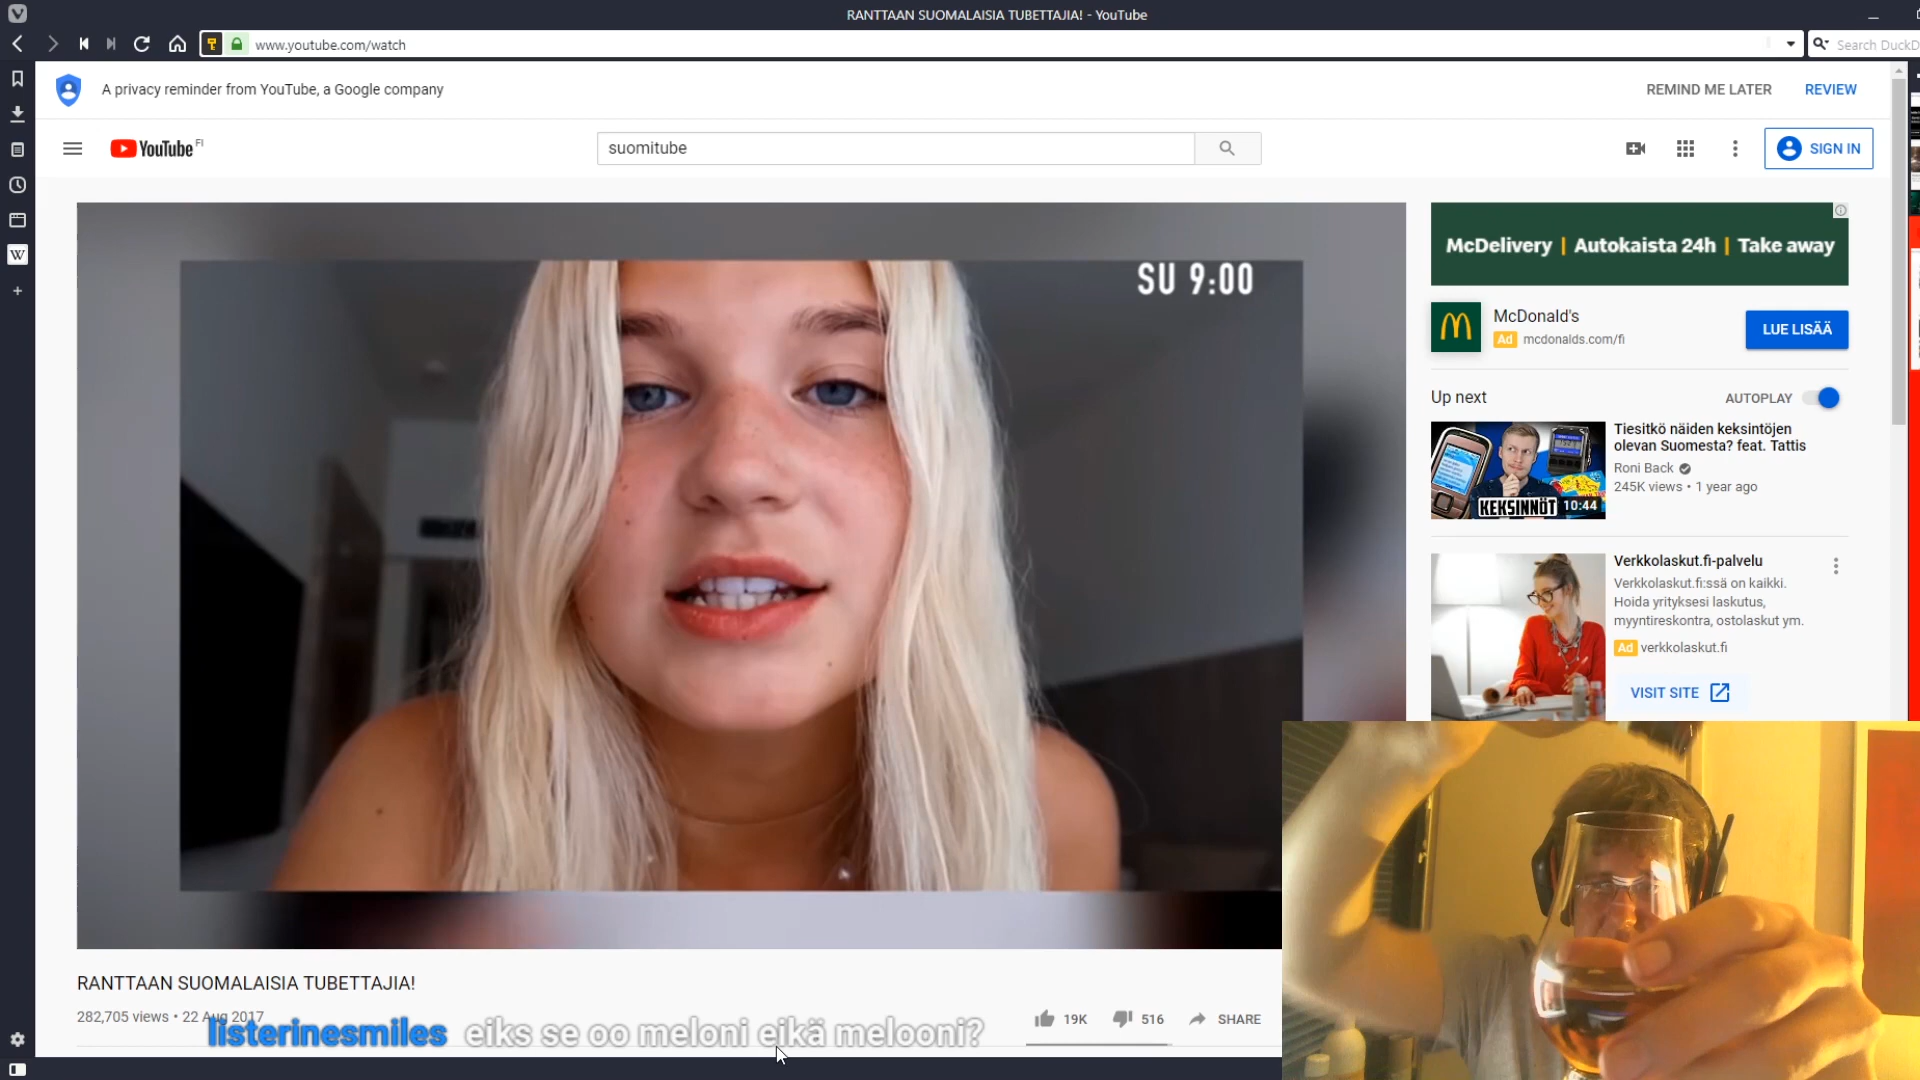 RANTTAAN SUOMALAISIA TUBETTAJIA! - YouTube
www.youtube.com/watch
Search DuckD
A privacy reminder from YouTube, a Google company
REMIND ME LATER
REVIEW
YouTube FI
suomitube
SIGN IN
SU 9:00
McDelivery | Autokaista 24h | Take away
McDonald's
Ad mcdonalds.com/fi
LUE LISÄÄ
Up next
AUTOPLAY
KEKSINNÖT
10:44
Tiesitkö näiden keksintöjen
olevan Suomesta? feat. Tattis
Roni Back
245K views • 1 year ago
Verkkolaskut.fi-palvelu
Verkkolaskut.fi:ssä on kaikki.
Hoida yrityksesi laskutus,
myyntireskontra, ostolaskut ym.
Ad verkkolaskut.fi
VISIT SITE
RANTTAAN SUOMALAISIA TUBETTAJIA!
282,705 views • 22 Aug 2017
19K
516
SHARE
listerinesmiles eiks se oo meloni eikä melooni?